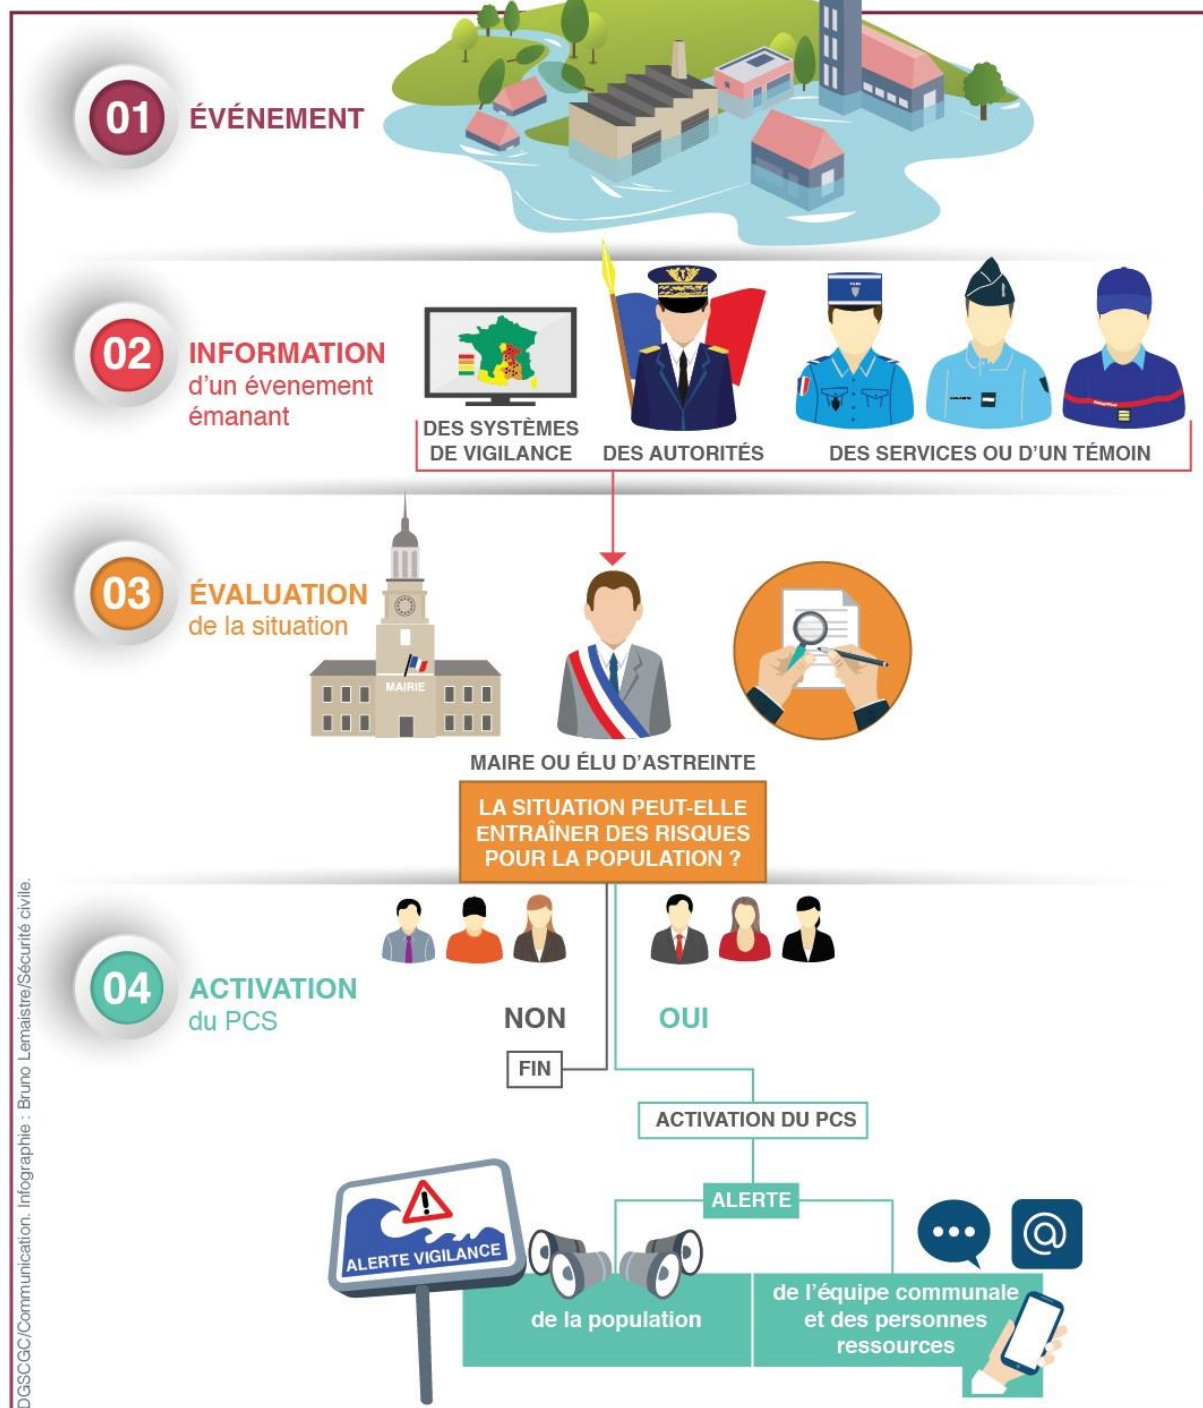 01
ÉVÉNEMENT
02
INFORMATION
d'un évenement
émanant
DES SYSTÈMES
DE VIGILANCE
DES AUTORITÉS
DES SERVICES OU D'UN TÉMOIN
03
ÉVALUATION
de la situation
MAIRIE
MAIRE OU ÉLU D'ASTREINTE
LA SITUATION PEUT-ELLE
ENTRAÎNER DES RISQUES
POUR LA POPULATION ?
04
ACTIVATION
du PCS
NON
OUI
FIN
ACTIVATION DU PCS
ALERTE
ALERTE VIGILANCE
de la population
de l'équipe communale
et des personnes
ressources
@
DGSCGC/Communication. Infographie : Bruno Lemaistre/Sécurité civile.